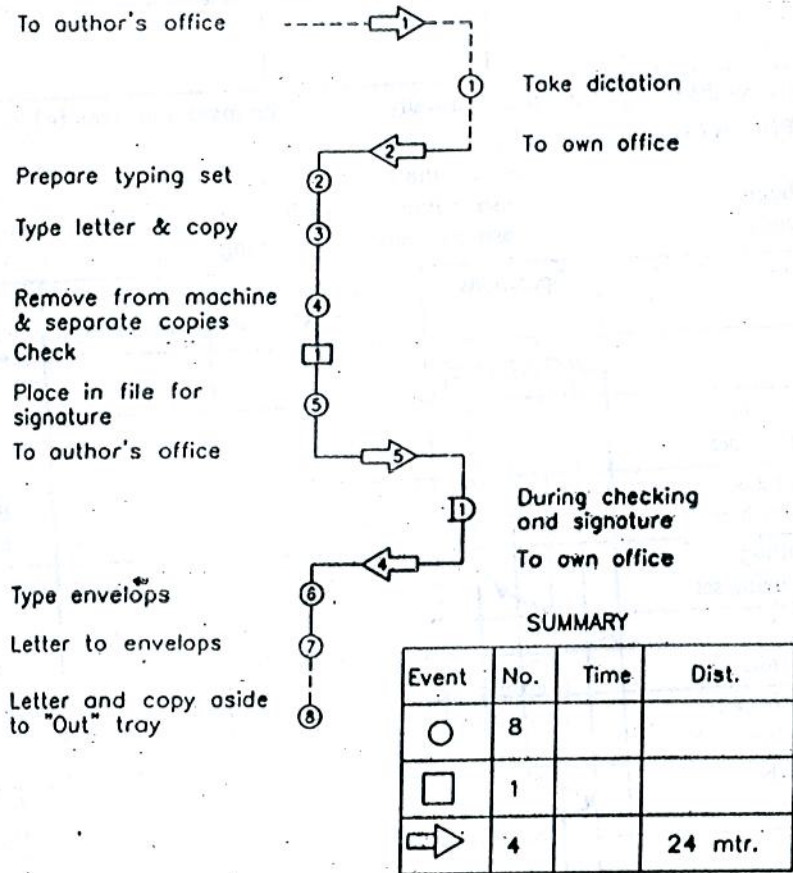 To author's office
1
1
Take dictation
2
To own office
Prepare typing set
2
Type letter & copy
3
Remove from machine
& separate copies
4
Check
1
Place in file for
signature
5
To author's office
5
1
During checking
and signature
4
To own office
Type envelops
6
Letter to envelops
7
Letter and copy aside
to "Out" tray
8
SUMMARY
Event No. Time Dist.
8
1
4 24 mtr.